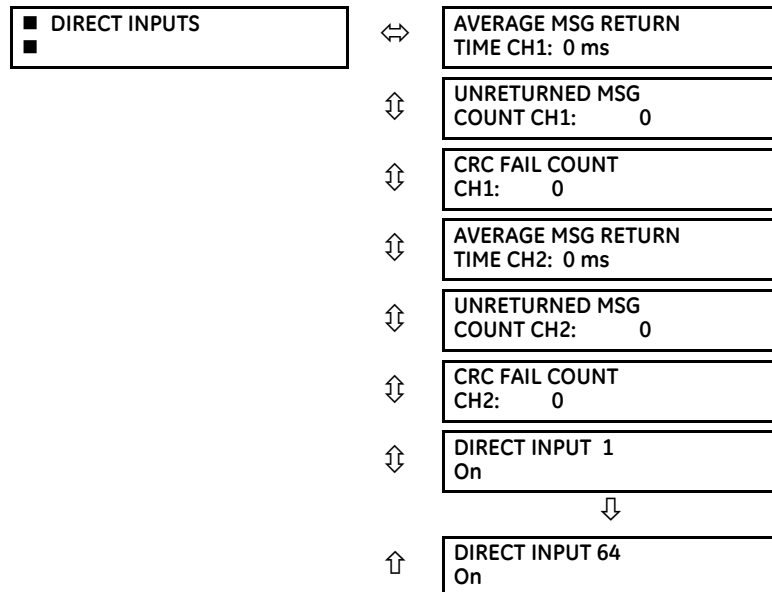 ■ DIRECT INPUTS
■
AVERAGE MSG RETURN
TIME CH1: 0 ms
UNRETURNED MSG
COUNT CH1: 0
CRC FAIL COUNT
CH1: 0
AVERAGE MSG RETURN
TIME CH2: 0 ms
UNRETURNED MSG
COUNT CH2: 0
CRC FAIL COUNT
CH2: 0
DIRECT INPUT 1
On
DIRECT INPUT 64
On